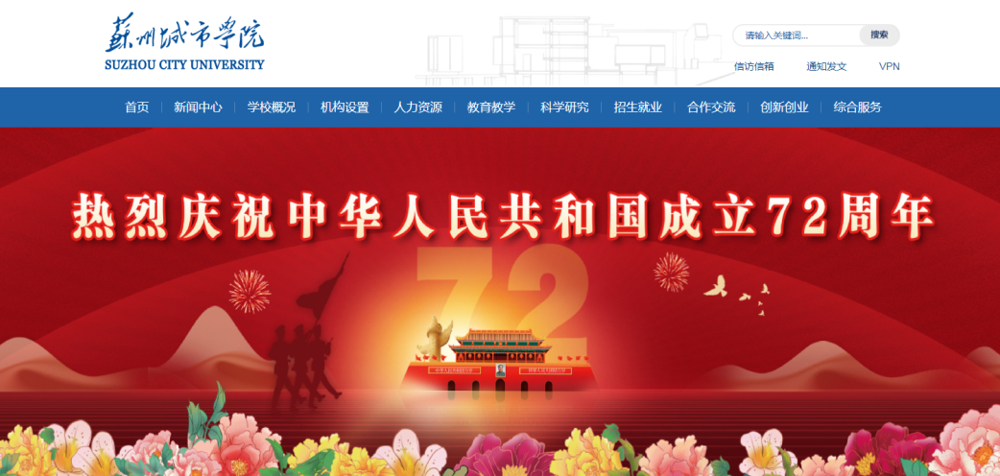 蘇州城市学院
SUZHOU CITY UNIVERSITY
请输入关键词...
搜索
信访信箱 通知发文 VPN
首页 新闻中心 学校概况 机构设置 人力资源 教育教学 科学研究 招生就业 合作交流 创新创业 综合服务
热烈庆祝中华人民共和国成立72周年
72